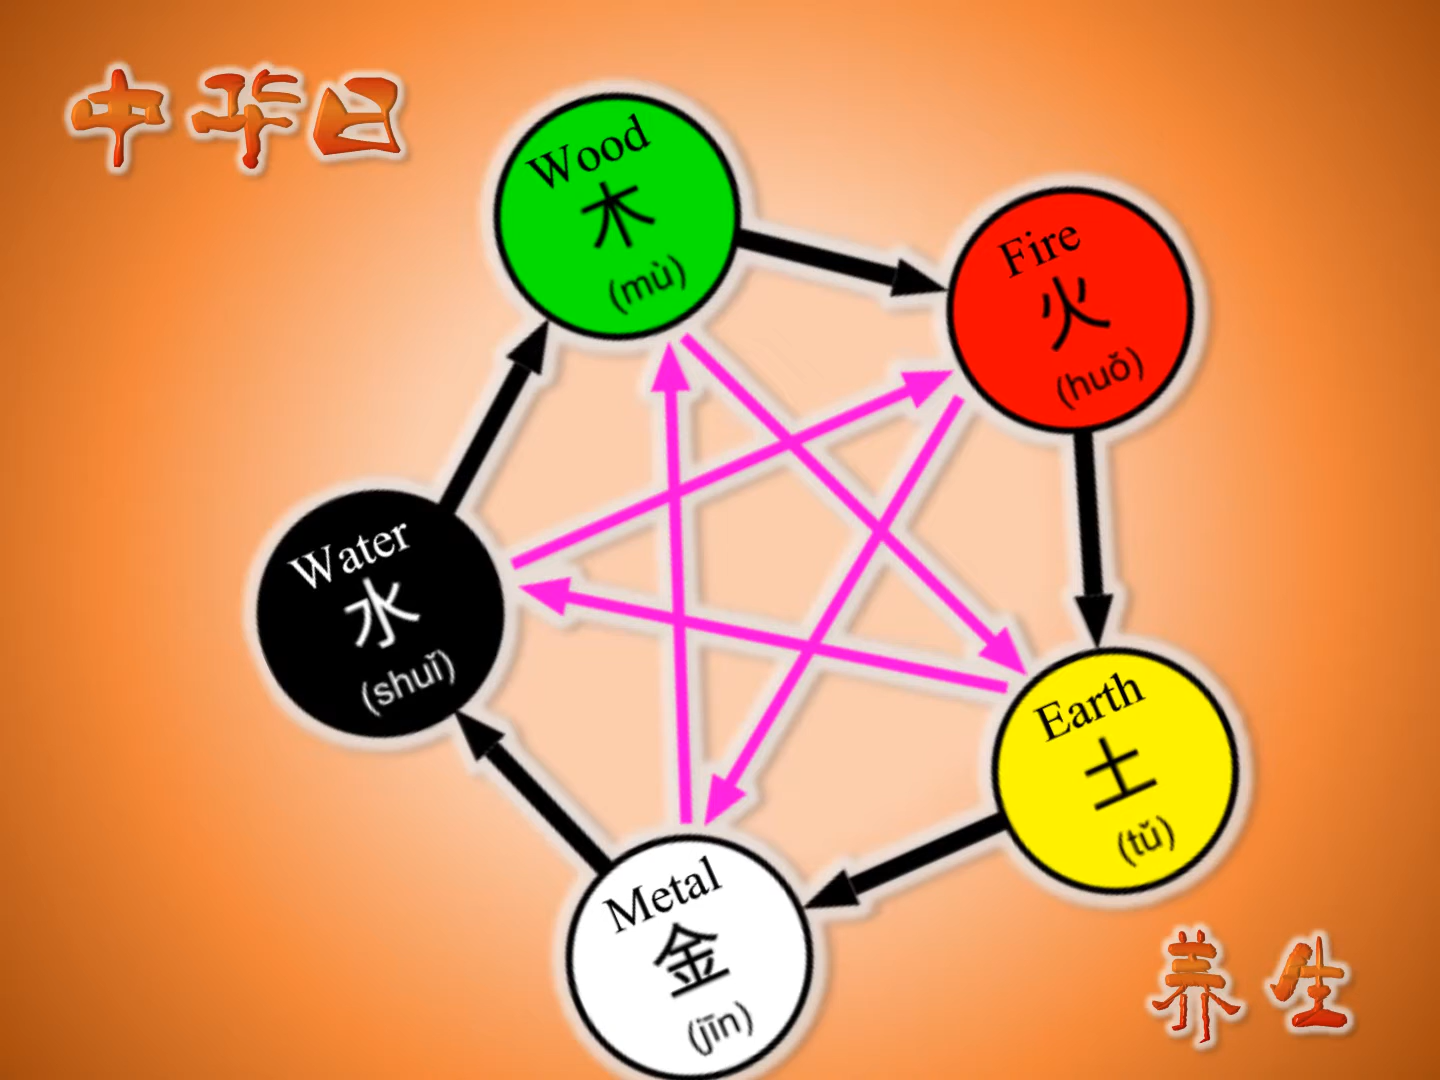 中华日
Wood
木
(mù)
Fire
火
(huǒ)
Water
水
(shuǐ)
Earth
土
(tǔ)
Metal
金
(jīn)
养生